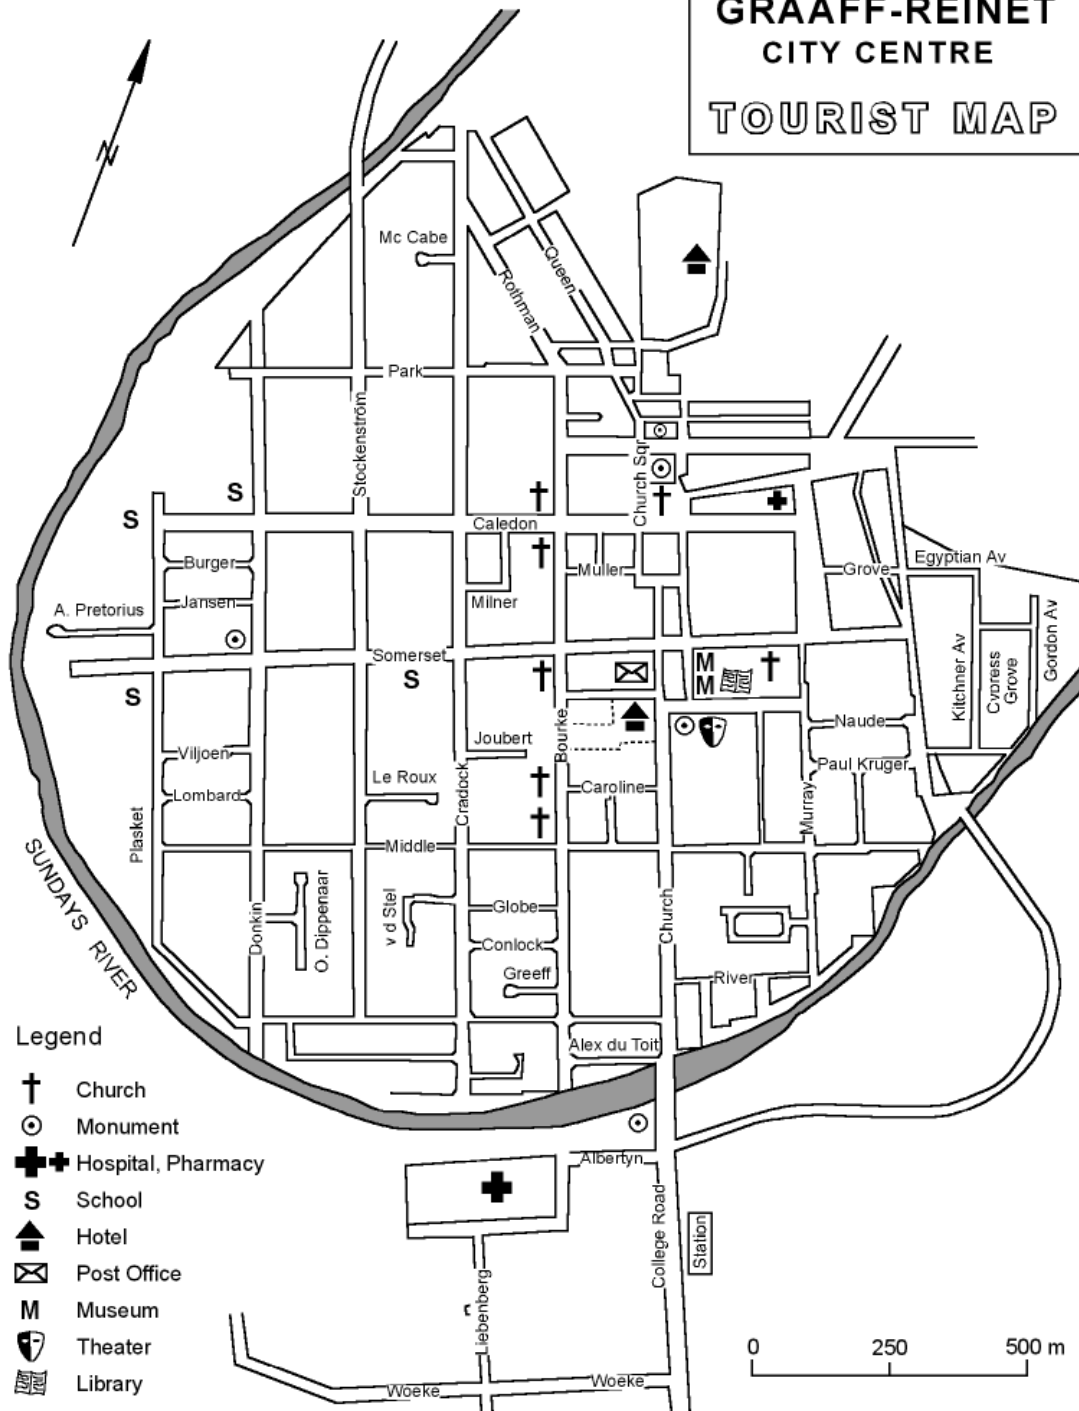 GRAAFF-REINET
CITY CENTRE
TOURIST MAP
N
Mc Cabe
Queen
Rothman
Park
Stockenström
S
S
Church Sqr
Caledon
Burger
Muller
Grove
Egyptian Av
Jansen
A. Pretorius
Milner
Gordon Av
Kitchner Av
Cypress
Grove
Somerset
S
S
M
M
Bourke
Naude
Joubert
Viljoen
Le Roux
Cradock
Paul Kruger
Lombard
Caroline
Murray
Plasket
Middle
SUNDAYS RIVER
Donkin
O. Dippenaar
v d Stel
Globe
Church
Conlock
Greeff
River
Alex du Toit
Legend
Church
Monument
Hospital, Pharmacy
S School
Hotel
Post Office
M Museum
Theater
Library
Albertyn
College Road
Station
Liebenberg
Woeke
Woeke
0 250 500 m